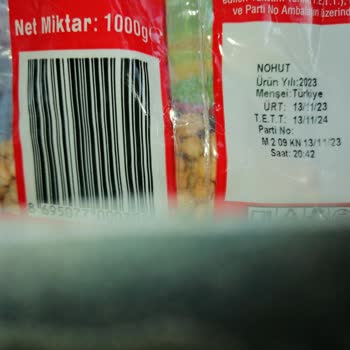 Net Miktar: 1000g
ve Parti No Ambalajın üzerind
NOHUT
Ürün Yılı:2023
Menşei:Türkiye
ÜRT: 13/11/23
T.E.T.T: 13/11/24
Parti No:
M 2 09 KN 13/11/23
Saat: 20:42